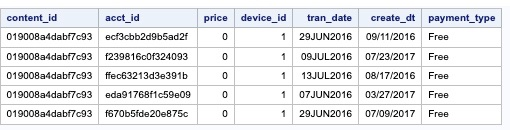 content_id acct_id price device_id tran_date create_dt payment_type
019008a4dabf7c93 ecf3cbb2d9b5ad2f 0 1 29JUN2016 09/11/2016 Free
019008a4dabf7c93 f239816c0f324093 0 1 09JUL2016 07/23/2017 Free
019008a4dabf7c93 ffec63213d3e391b 0 1 13JUL2016 08/17/2016 Free
019008a4dabf7c93 eda91768f1c59e09 0 1 07JUN2016 03/27/2017 Free
019008a4dabf7c93 f670b5fde20e875c 0 1 29JUN2016 07/09/2017 Free